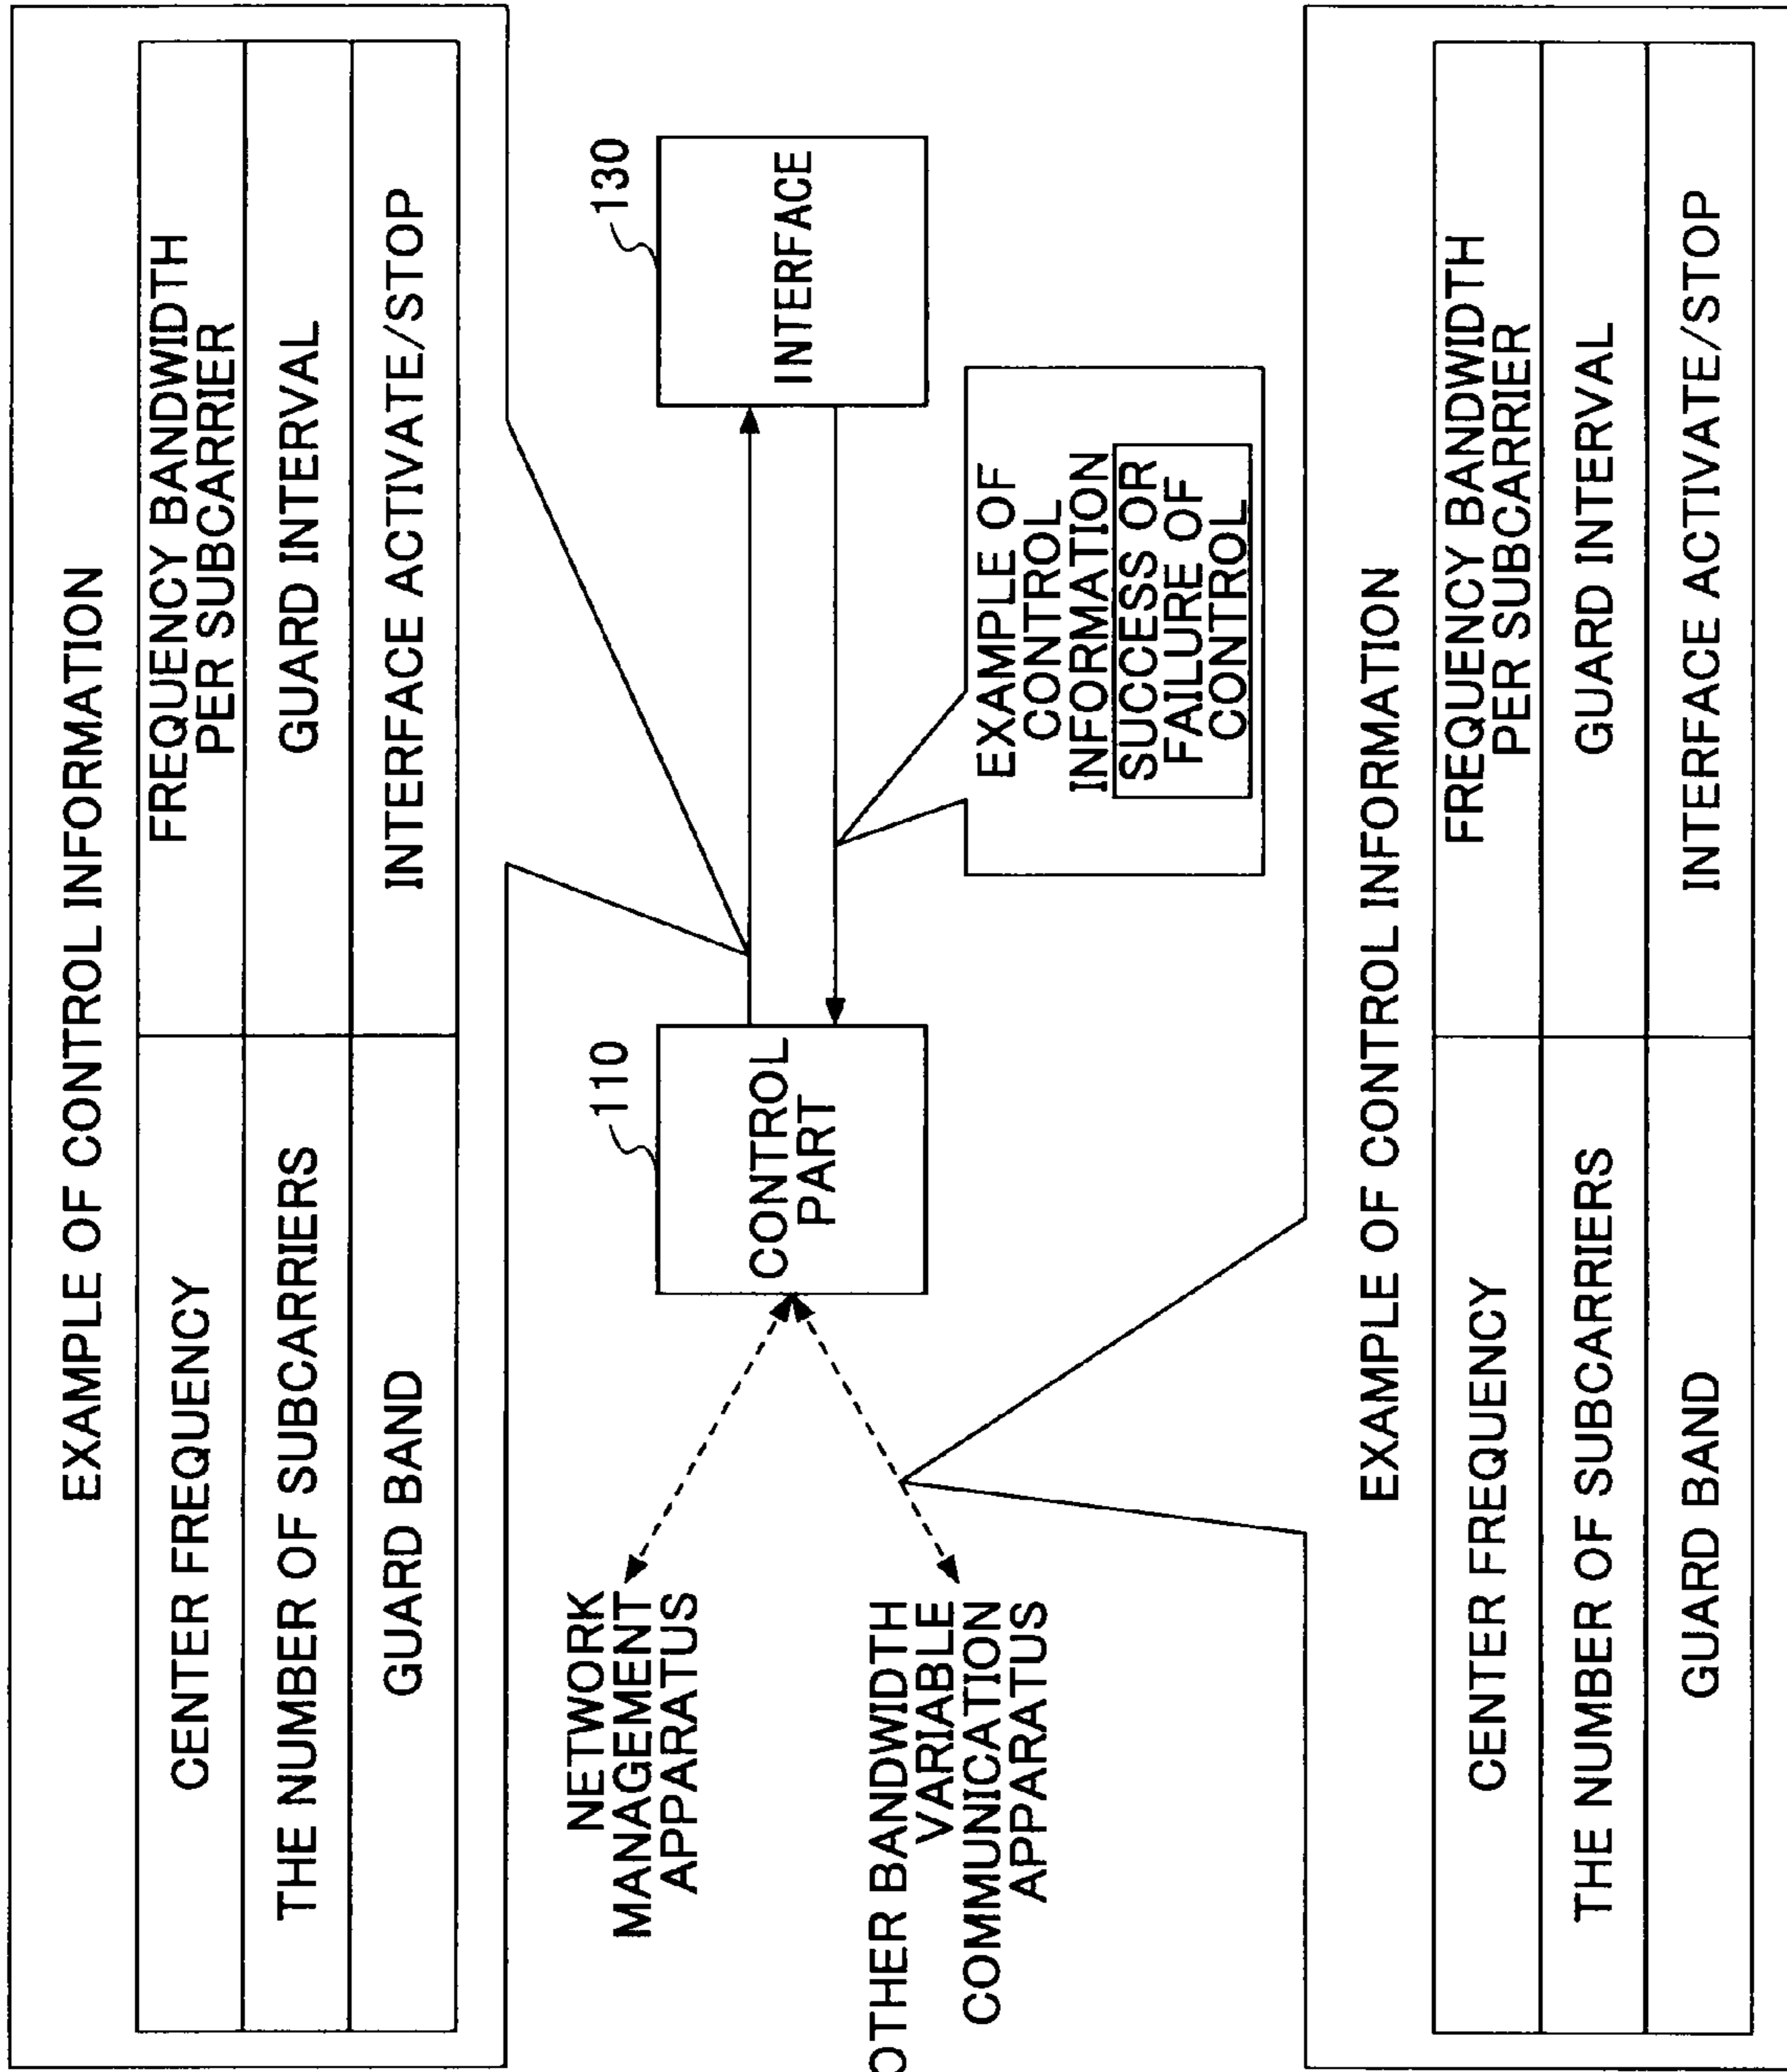 EXAMPLE OF CONTROL INFORMATION
CENTER FREQUENCY
FREQUENCY BANDWIDTH
PER SUBCARRIER
THE NUMBER OF SUBCARRIERS
GUARD INTERVAL
GUARD BAND
INTERFACE ACTIVATE/STOP
NETWORK
MANAGEMENT
APPARATUS
OTHER BANDWIDTH
VARIABLE
COMMUNICATION
APPARATUS
110
CONTROL
PART
130
INTERFACE
EXAMPLE OF
CONTROL
INFORMATION
SUCCESS OR
FAILURE OF
CONTROL
EXAMPLE OF CONTROL INFORMATION
CENTER FREQUENCY
FREQUENCY BANDWIDTH
PER SUBCARRIER
THE NUMBER OF SUBCARRIERS
GUARD INTERVAL
GUARD BAND
INTERFACE ACTIVATE/STOP